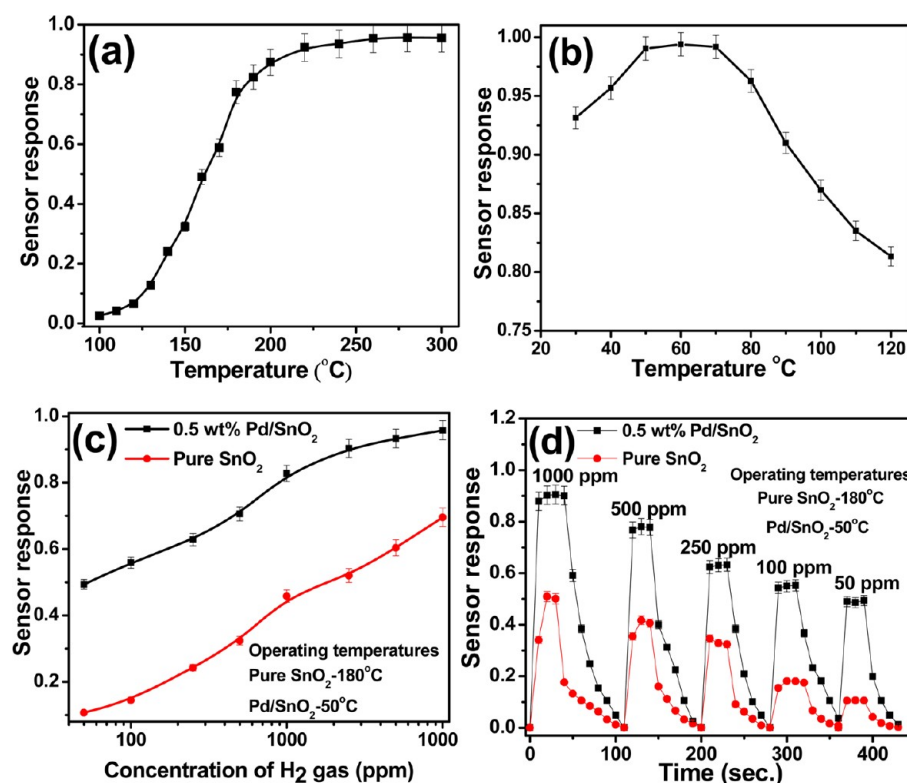 (a)
1.0
0.8
0.6
0.4
0.2
0.0
Sensor response
100 150 200 250 300
Temperature (°C)
(b)
1.00
0.95
0.90
0.85
0.80
0.75
Sensor response
20 40 60 80 100 120
Temperature °C
(c)
0.5 wt% Pd/SnO2
Pure SnO2
1.0
0.8
0.6
0.4
0.2
Sensor response
Operating temperatures
Pure SnO2-180°C
Pd/SnO2-50°C
100 1000 1000
Concentration of H2 gas (ppm)
(d)
0.5 wt% Pd/SnO2
Pure SnO2
1.2
1.0
0.8
0.6
0.4
0.2
0.0
Sensor response
1000 ppm
Operating temperatures
Pure SnO2-180°C
Pd/SnO2-50°C
500 ppm
250 ppm
100 ppm
50 ppm
0 100 200 300 400
Time (sec.)